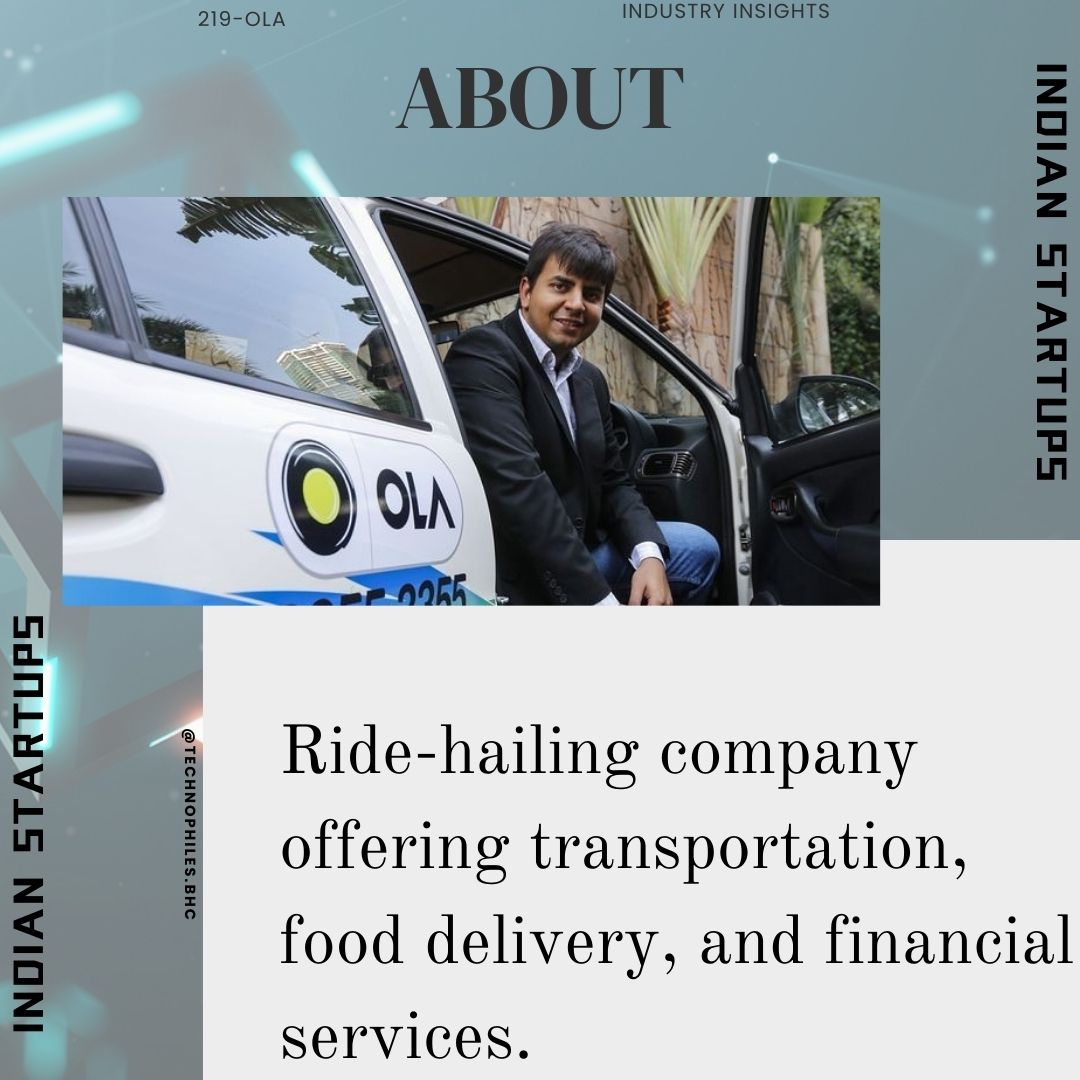 219-OLA
INDUSTRY INSIGHTS
ABOUT
INDIAN STARTUPS
OLA
3355
INDIAN STARTUPS
@TECHNOPHILES.BHC
Ride-hailing company
offering transportation,
food delivery, and financial
services.